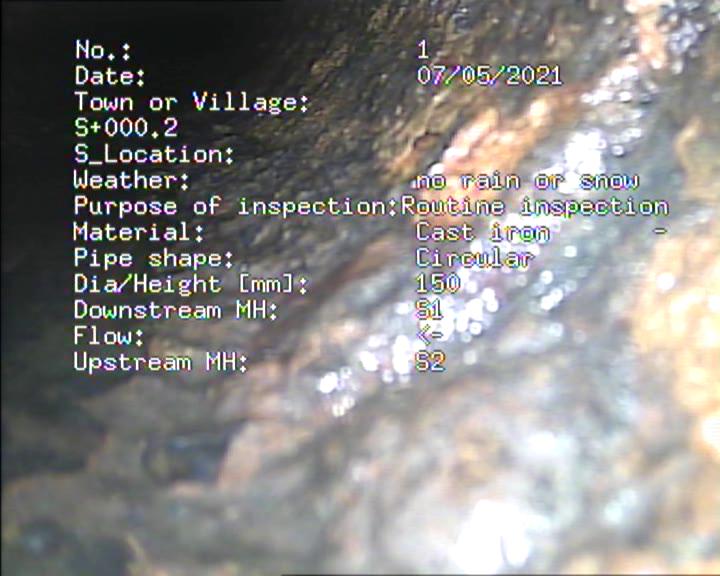 No.: 1
Date: 07/05/2021
Town or Village:
S+000.2
S_Location:
Weather: no rain or snow
Purpose of inspection:Routine inspection
Material: Cast iron -
Pipe shape: Circular
Dia/Height [mm]: 150
Downstream MH: S1
Flow: <-
Upstream MH: S2